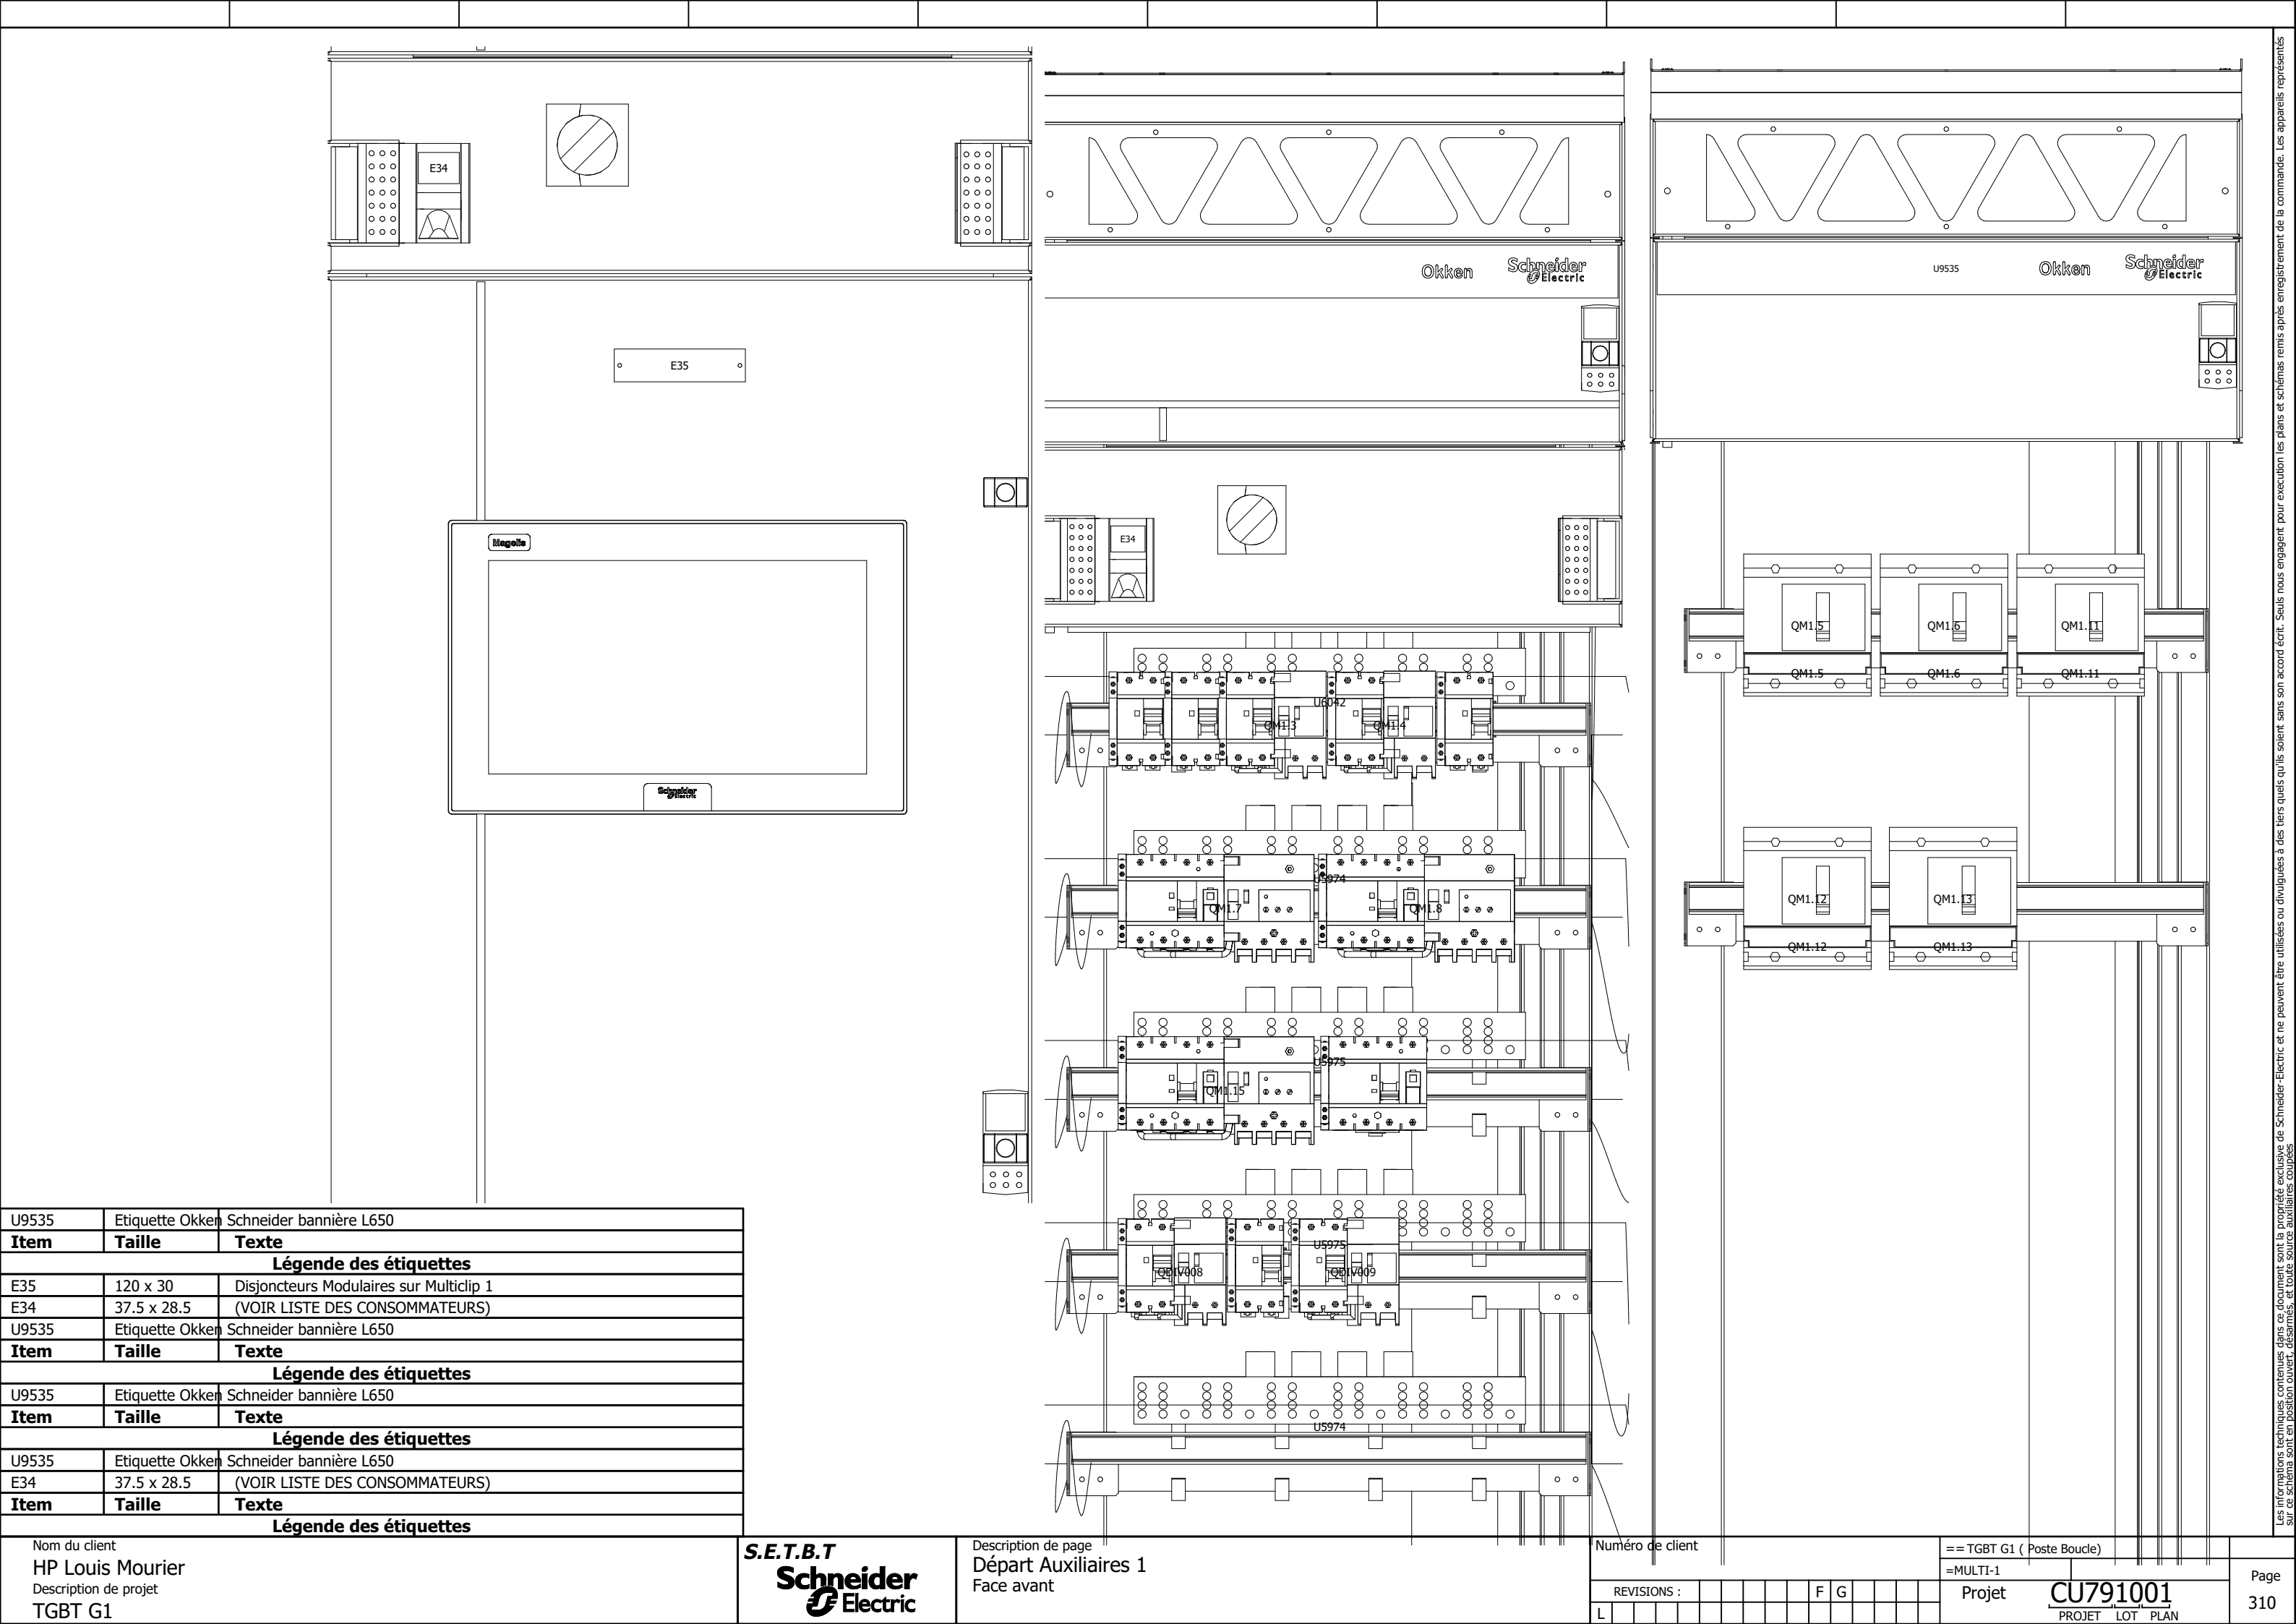 E34
E35
Magelis
Schneider
Electric
Okken
Schneider
Electric
E34
U9535
Okken
Schneider
Electric
U6042
QM1.3
QM1.4
U5974
QM1.7
QM1.8
U5975
QM1.15
U5975
QDIV008
QDIV009
U5974
QM1.5
QM1.6
QM1.11
QM1.5
QM1.6
QM1.11
QM1.12
QM1.13
QM1.12
QM1.13
U9535 Etiquette Okken Schneider bannière L650
Item Taille Texte
Légende des étiquettes
E35 120 x 30 Disjoncteurs Modulaires sur Multiclip 1
E34 37.5 x 28.5 (VOIR LISTE DES CONSOMMATEURS)
U9535 Etiquette Okken Schneider bannière L650
Item Taille Texte
Légende des étiquettes
U9535 Etiquette Okken Schneider bannière L650
Item Taille Texte
Légende des étiquettes
U9535 Etiquette Okken Schneider bannière L650
E34 37.5 x 28.5 (VOIR LISTE DES CONSOMMATEURS)
Item Taille Texte
Légende des étiquettes
Nom du client
HP Louis Mourier
Description de projet
TGBT G1
S.E.T.B.T
Schneider
Electric
Description de page
Départ Auxiliaires 1
Face avant
Numéro de client
REVISIONS : F G
L
== TGBT G1 ( Poste Boucle)
=MULTI-1
Projet CU791001
PROJET LOT PLAN
Page
310
Les informations techniques contenues dans ce document sont la propriété exclusive de Schneider-Electric et ne peuvent être utilisées ou divulguées à des tiers quels qu'ils soient sans son accord écrit. Seuls nous engagent pour execution les plans et schémas remis après enregistrement de la commande. Les appareils représentés
sur ce schéma sont en position ouvert, désarmés, et toute source auxiliaires coupées